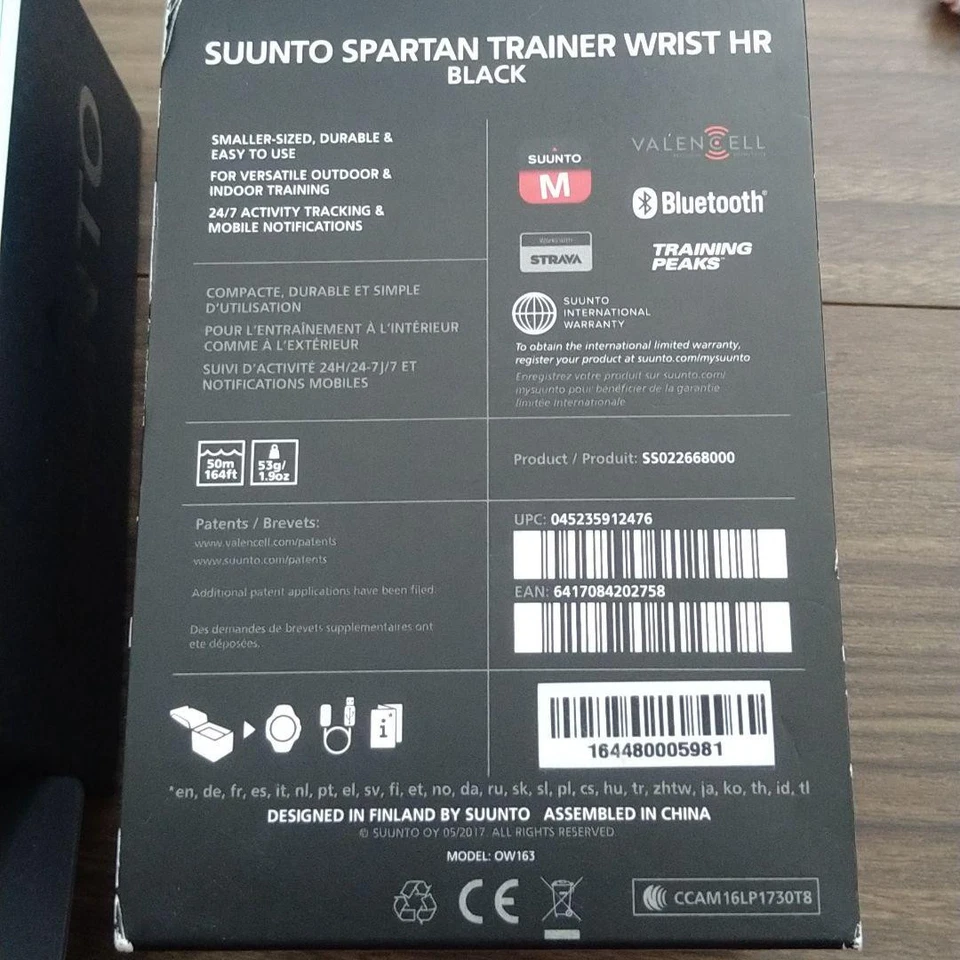 SUUNTO SPARTAN TRAINER WRIST HR
BLACK
SMALLER-SIZED, DURABLE &
EASY TO USE
FOR VERSATILE OUTDOOR &
INDOOR TRAINING
24/7 ACTIVITY TRACKING &
MOBILE NOTIFICATIONS
COMPACTE, DURABLE ET SIMPLE
D'UTILISATION
POUR L'ENTRAÎNEMENT À L'INTÉRIEUR
COMME À L'EXTÉRIEUR
SUIVI D'ACTIVITÉ 24H/24-7J/7 ET
NOTIFICATIONS MOBILES
SUUNTO
M
VALENCELL
Bluetooth®
Works with
STRAVA
TRAINING
PEAKS™
SUUNTO
INTERNATIONAL
WARRANTY
To obtain the international limited warranty,
register your product at suunto.com/mysuunto
Enregistrez votre produit sur suunto.com/
mysuunto pour bénéficier de la garantie
limitée internationale
50m
164ft
53g/
1.9oz
Product / Produit: SS022668000
Patents / Brevets:
www.valencell.com/patents
www.suunto.com/patents
Additional patent applications have been filed.
Des demandes de brevets supplementaires ont
ete déposées.
UPC: 045235912476
EAN: 6417084202758
i
164480005981
*en, de, fr, es, it, nl, pt, el, sv, fi, et, no, da, ru, sk, sl, pl, cs, hu, tr, zhtw, ja, ko, th, id, tl
DESIGNED IN FINLAND BY SUUNTO ASSEMBLED IN CHINA
© SUUNTO OY 05/2017. ALL RIGHTS RESERVED
MODEL: OW163
CE
CCAM16LP1730T8